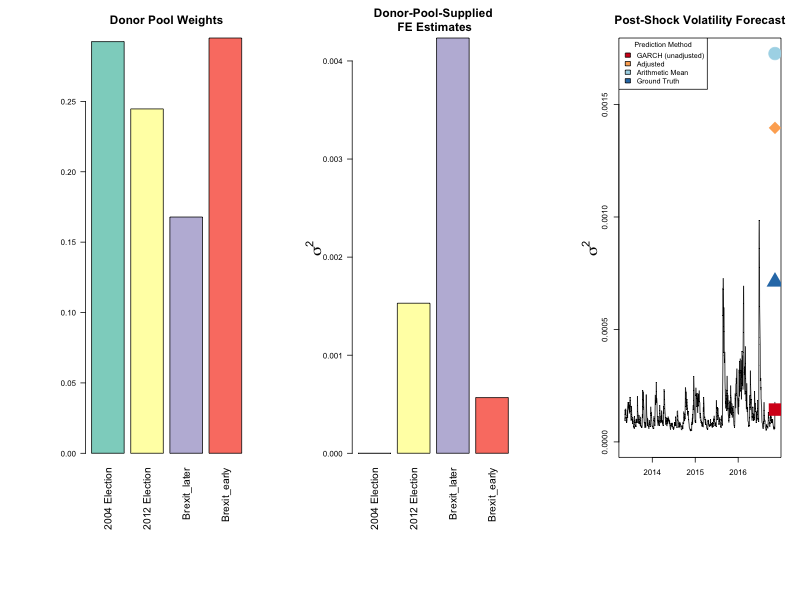 Donor Pool Weights
0.25
0.20
0.15
0.10
0.05
0.00
2004 Election
2012 Election
Brexit_later
Brexit_early
Donor-Pool-Supplied
FE Estimates
σ2
0.004
0.003
0.002
0.001
0.000
2004 Election
2012 Election
Brexit_later
Brexit_early
Post-Shock Volatility Forecast
Prediction Method
GARCH (unadjusted)
Adjusted
Arithmetic Mean
Ground Truth
σ2
0.0015
0.0010
0.0005
0.0000
2014
2015
2016